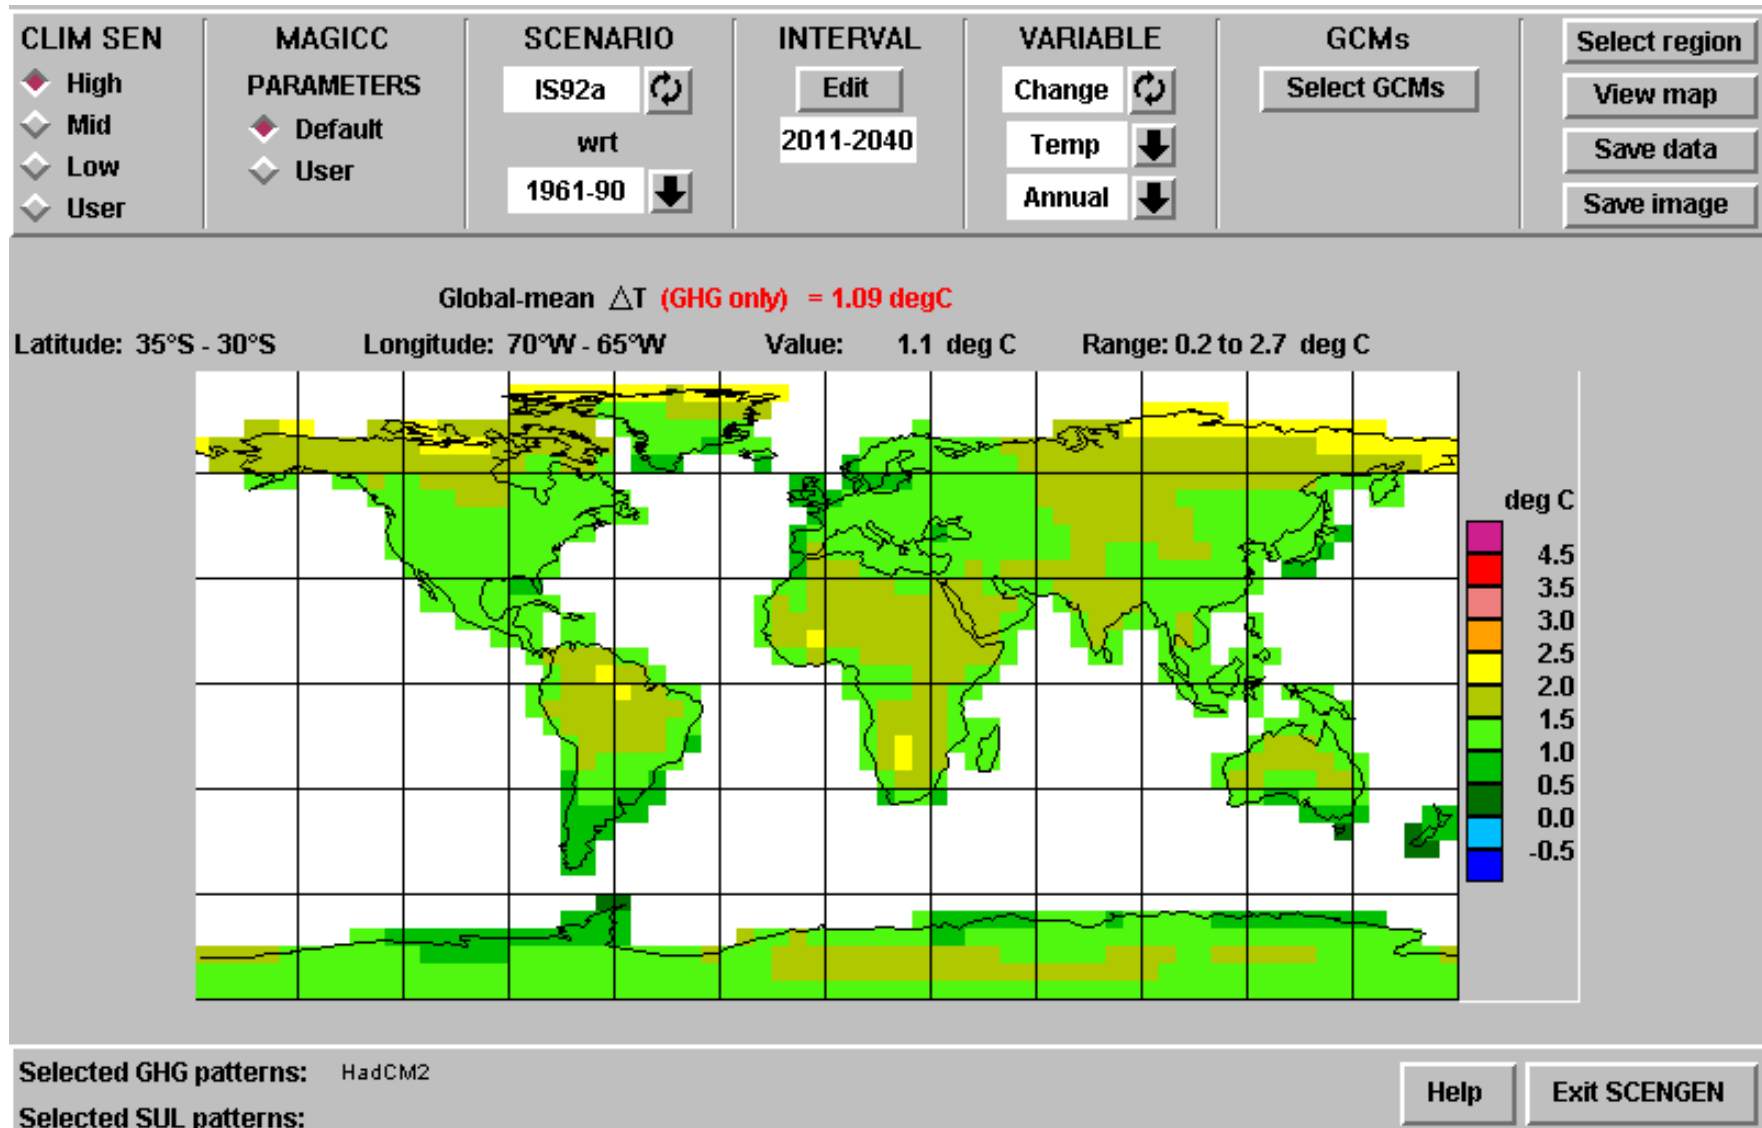 CLIM SEN MAGICC SCENARIO INTERVAL VARIABLE GCMs Select region
High PARAMETERS IS92a Edit Change Select GCMs View map
Mid Default wrt 2011-2040 Temp Save data
Low User 1961-90 Annual Save image
User
Global-mean △T (GHG only) = 1.09 degC
Latitude: 35°S - 30°S Longitude: 70°W - 65°W Value: 1.1 deg C Range: 0.2 to 2.7 deg C
deg C
4.5
3.5
3.0
2.5
2.0
1.5
1.0
0.5
0.0
-0.5
Selected GHG patterns: HadCM2
Help Exit SCENGEN
Selected SUL patterns: